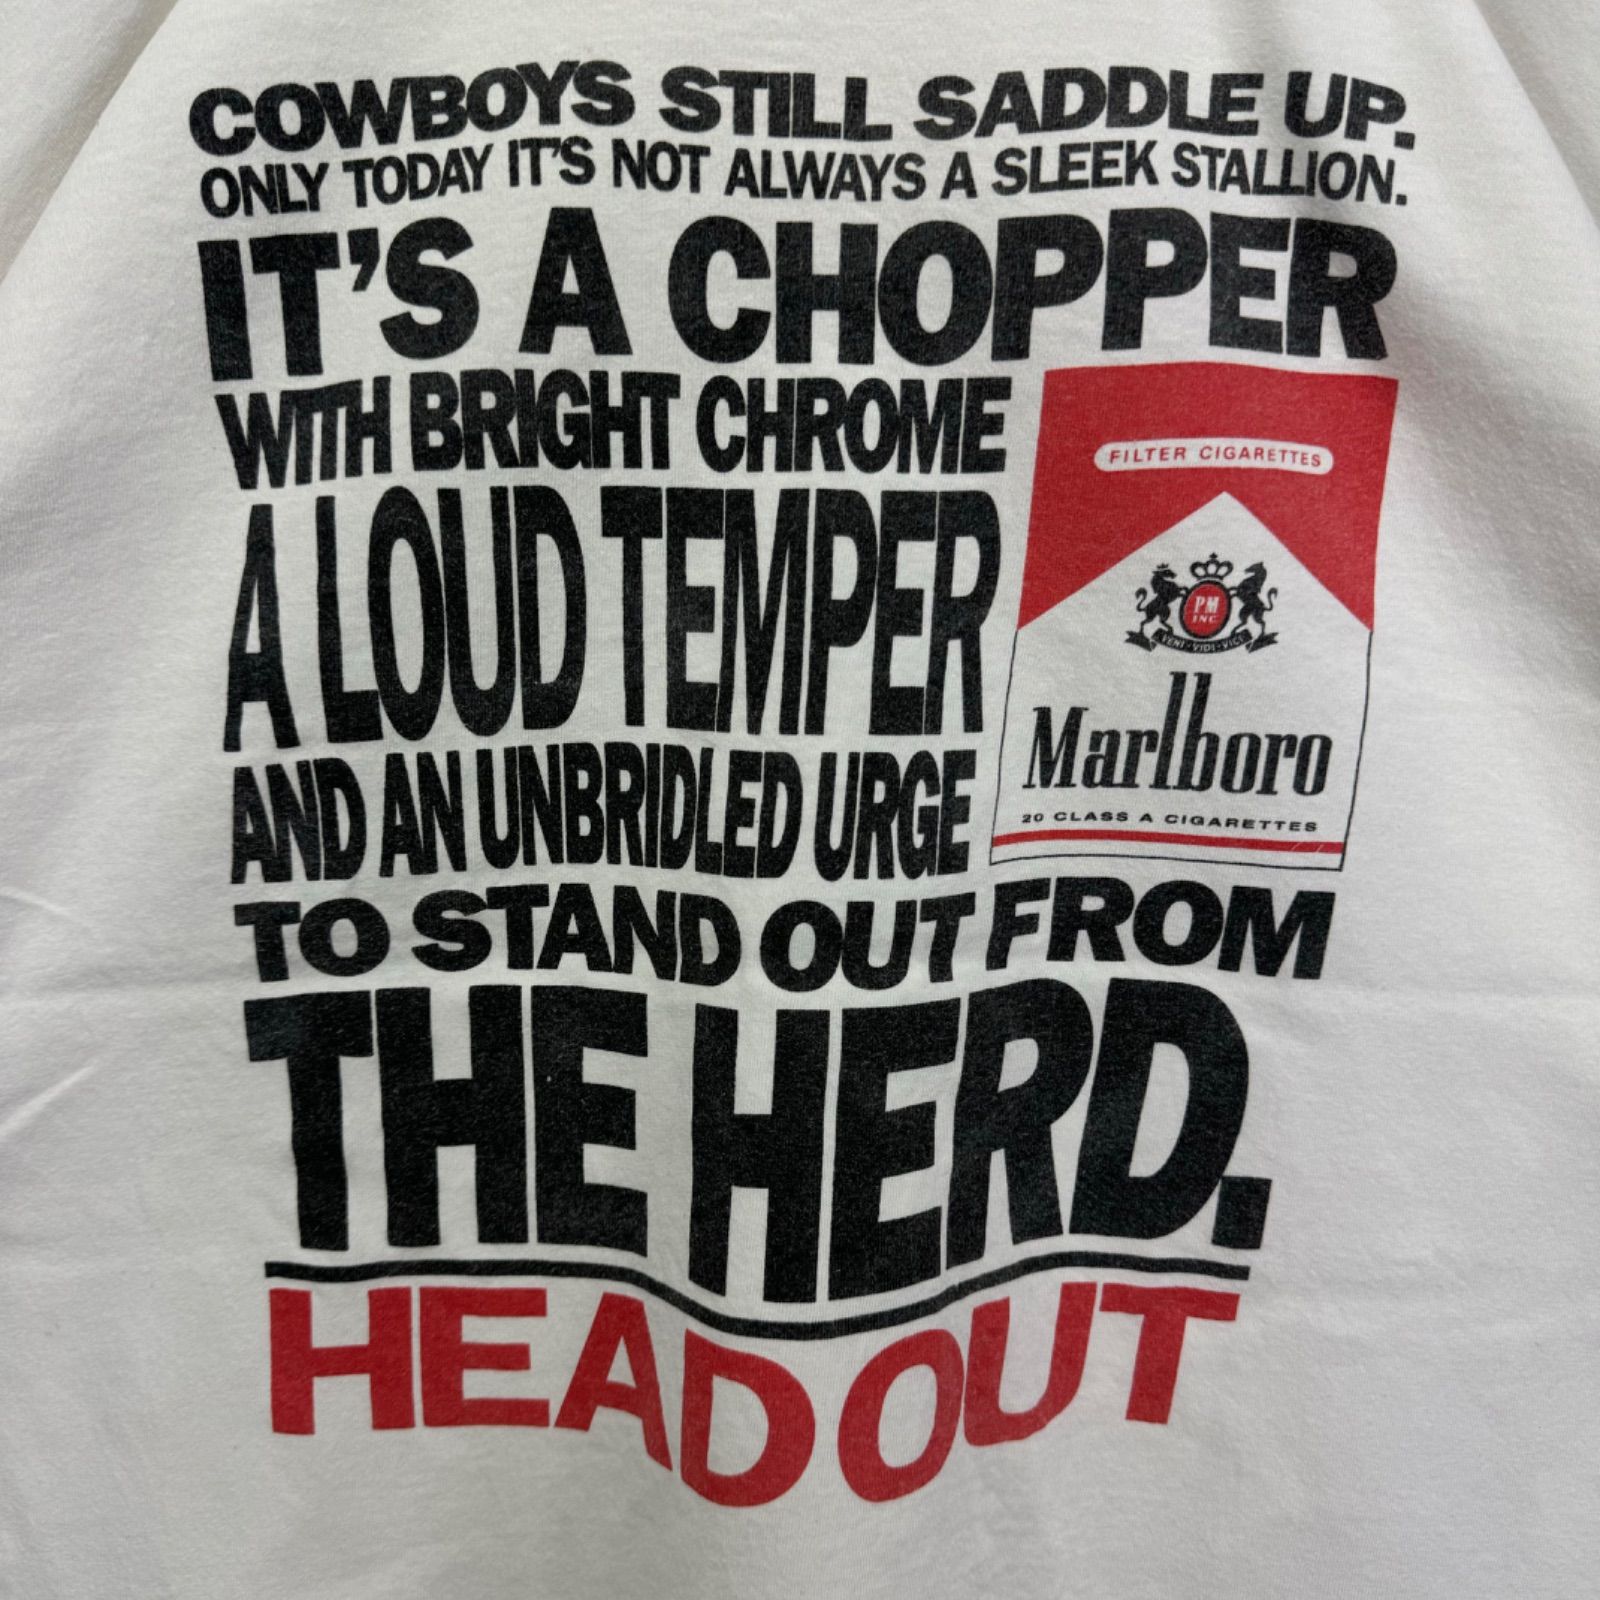 COWBOYS STILL SADDLE UP.
ONLY TODAY IT'S NOT ALWAYS A SLEEK STALLION.
IT'S A CHOPPER
WITH BRIGHT CHROME
A LOUD TEMPER
AND AN UNBRIDLED URGE
TO STAND OUT FROM
THE HERD.
HEAD OUT
FILTER CIGARETTES
PM
INC
VENI·VIDI·VICI
Marlboro
20 CLASS A CIGARETTES